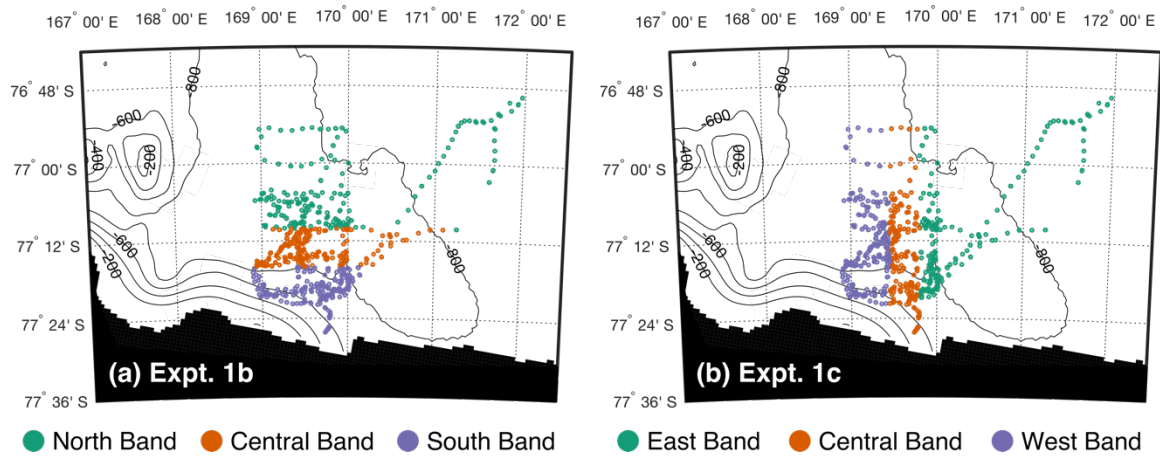 167° 00' E 168° 00' E 169° 00' E 170° 00' E 171° 00' E 172° 00' E
76° 48' S
77° 00' S
77° 12' S
77° 24' S
77° 36' S
-800
-600
-400
-200
-600
-200
-800
(a) Expt. 1b
North Band Central Band South Band
167° 00' E 168° 00' E 169° 00' E 170° 00' E 171° 00' E 172° 00' E
76° 48' S
77° 00' S
77° 12' S
77° 24' S
77° 36' S
-800
-600
-400
-200
-600
-200
-800
(b) Expt. 1c
East Band Central Band West Band